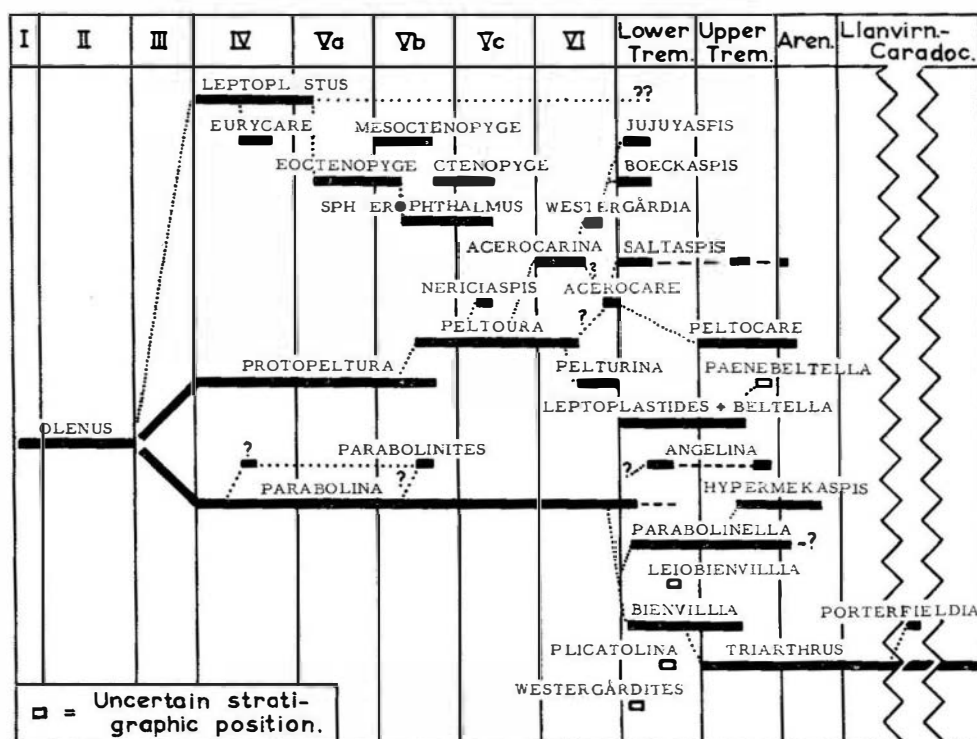 I II III IV Va Vb Vc VI Lower Trem. Upper Trem. Aren. Llanvirn.-Caradoc.
LEPTOPL STUS
??
EURYCARE
MESOCTENOPYGE
JUJUYASPIS
EOCTENOPYGE
CTENOPYGE
BOECKASPIS
SPH ER PHTHALMUS
WESTERGÅRDIA
ACEROCARINA
SALTASPIS
?
NERICIASPIS
ACEROCARE
PELTOURA
?
PELTOCARE
PROTOPELTURA
PELTURINA
PAENEBELTELLA
LEPTOPLASTIDES + BELTELLA
OLENUS
?
PARABOLINITES
?
ANGELINA
?
PARABOLINA
HYPERMEKASPIS
PARABOLINELLA
?
LEIOBIENVILLIA
BIENVILLIA
PORTERFIELDIA
PLICATOLINA
TRIARTHRUS
WESTERGÅRDITES
= Uncertain strati-
graphic position.